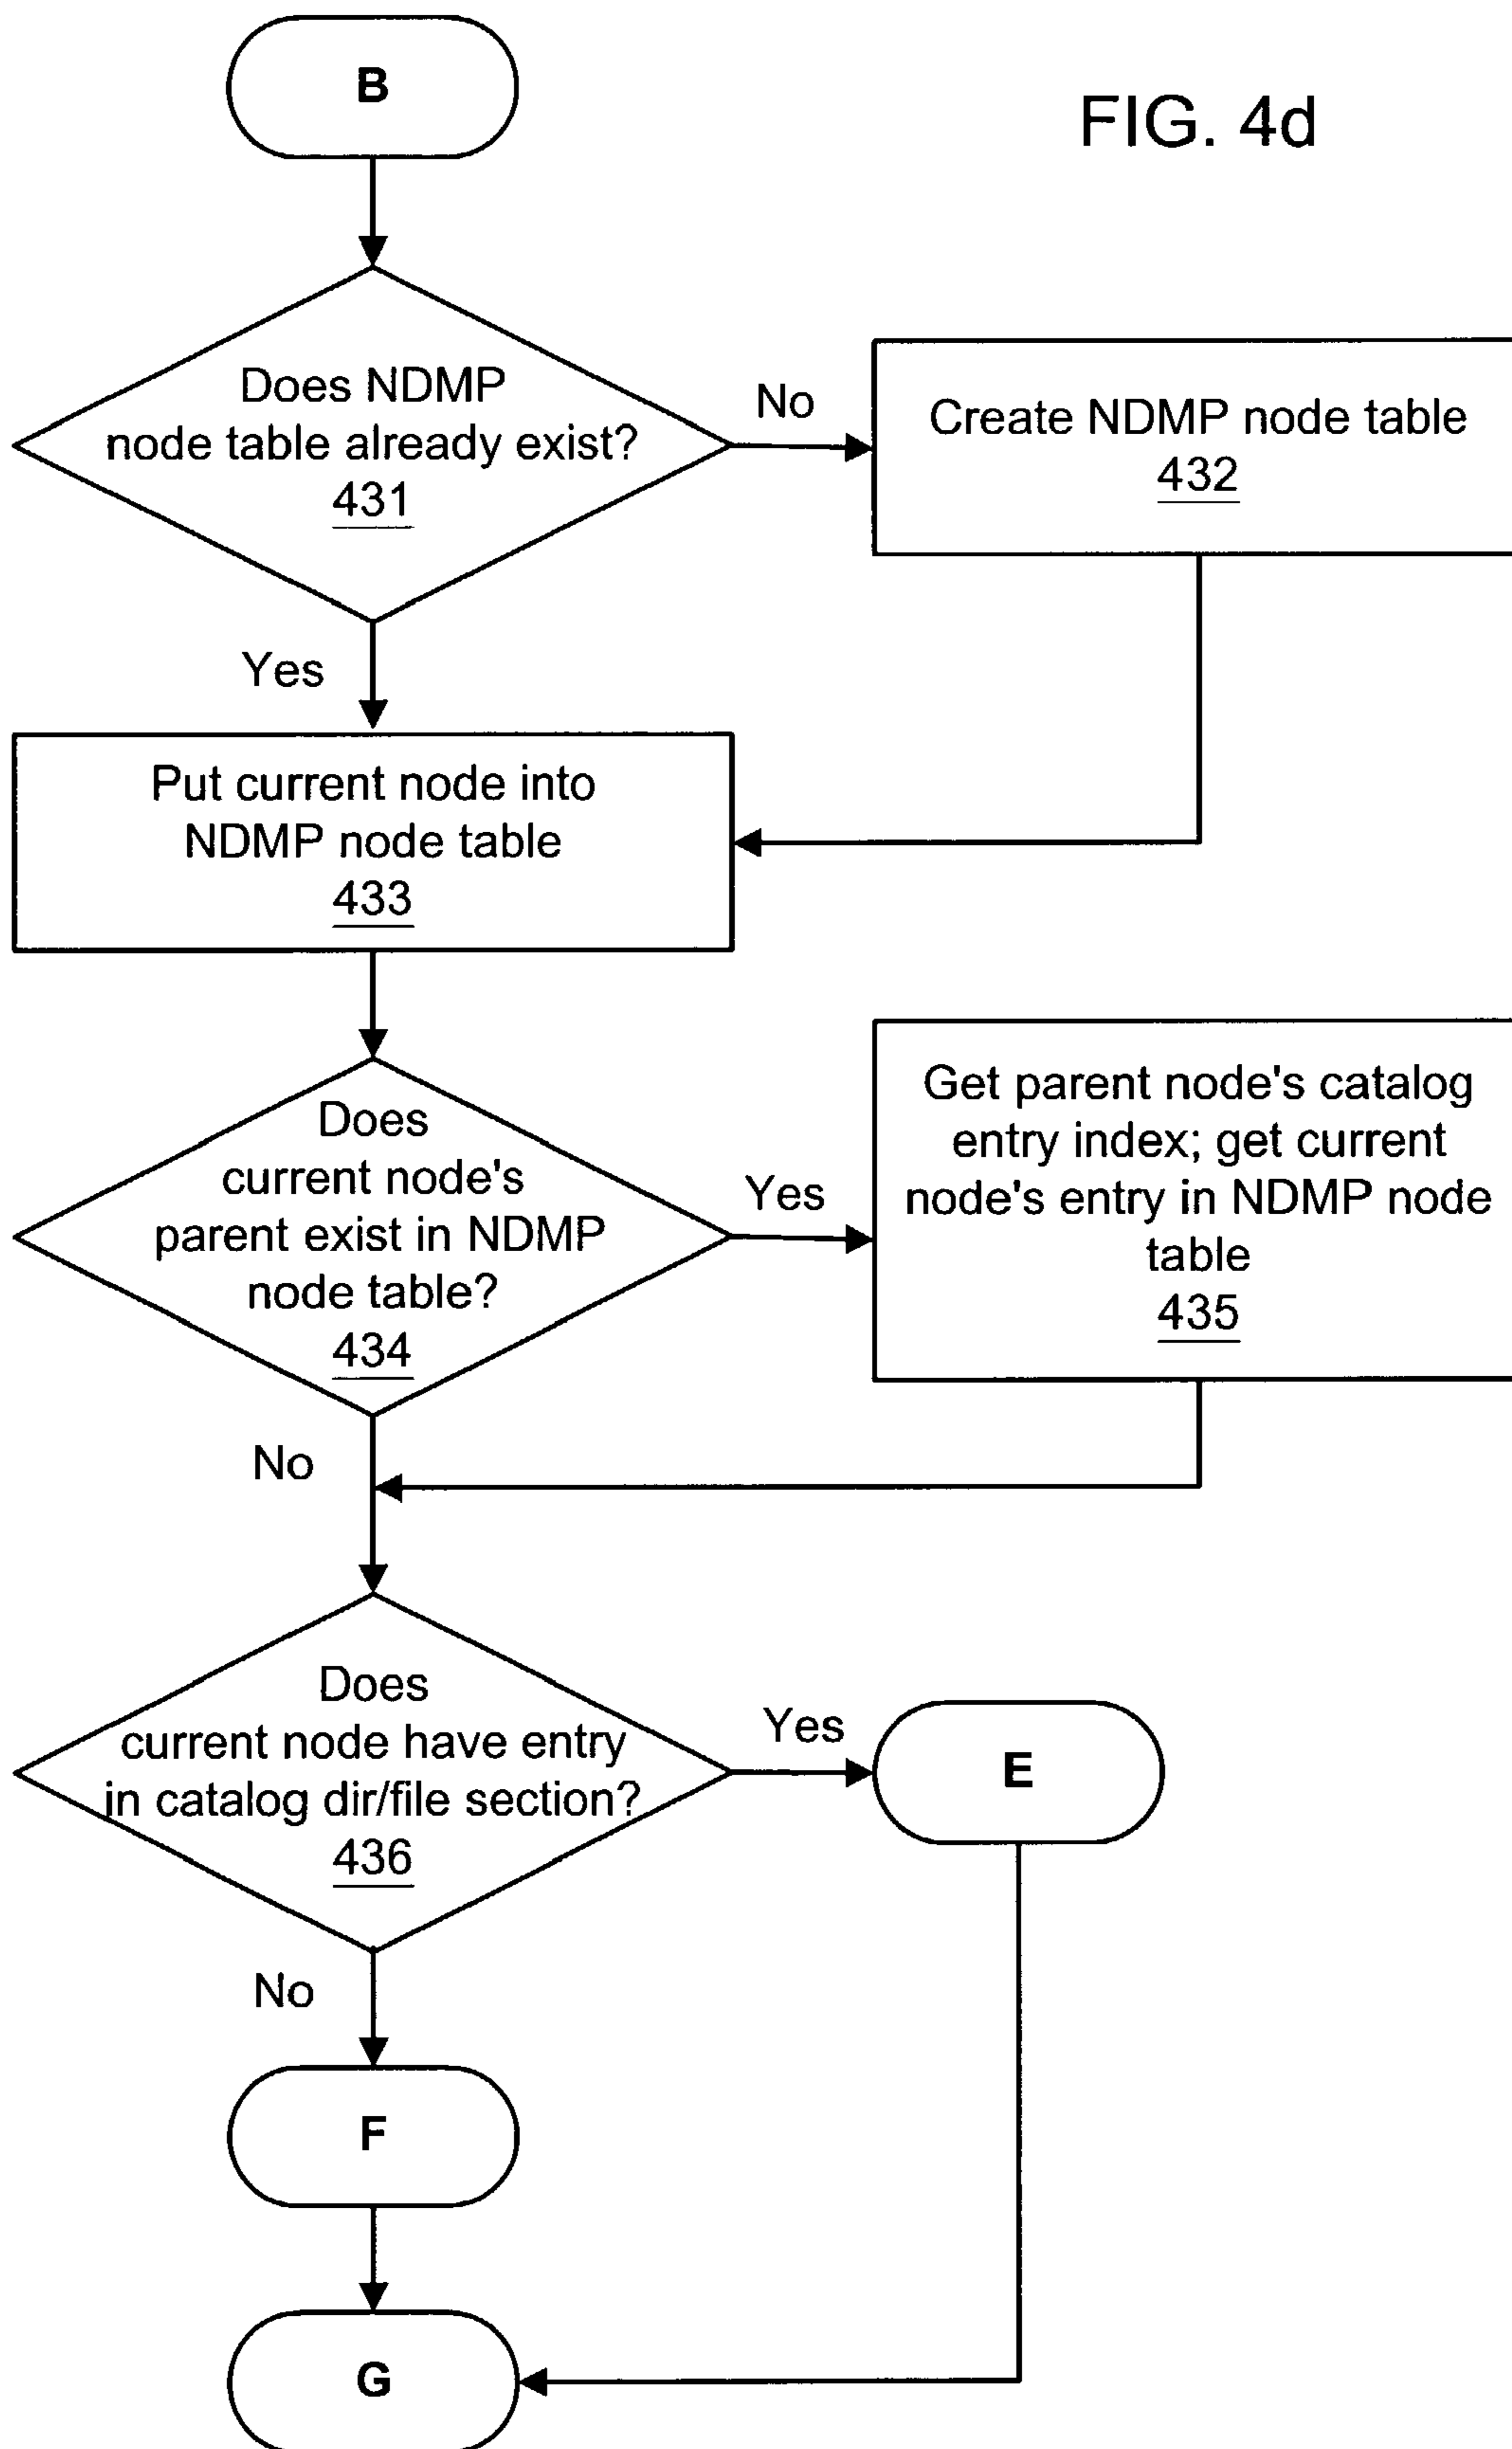 B
FIG. 4d
Does NDMP
node table already exist?
431
No
Create NDMP node table
432
Yes
Put current node into
NDMP node table
433
Does
current node's
parent exist in NDMP
node table?
434
Yes
Get parent node's catalog
entry index; get current
node's entry in NDMP node
table
435
No
Does
current node have entry
in catalog dir/file section?
436
Yes
E
No
F
G